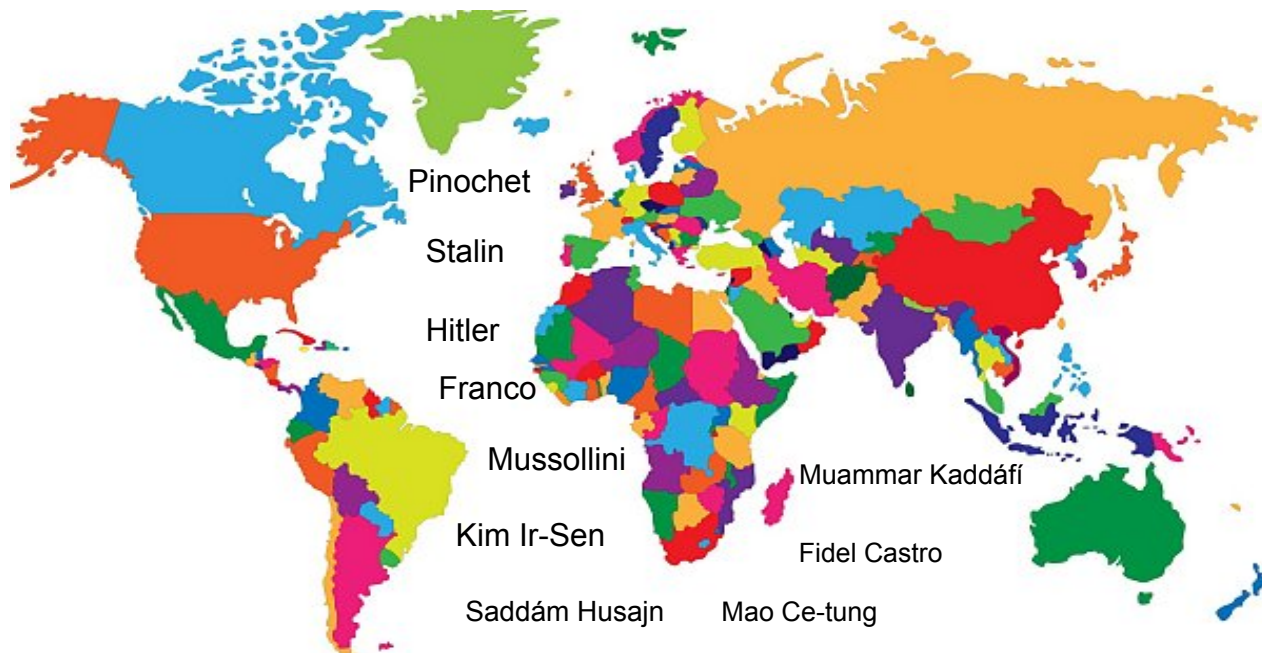 Pinochet
Stalin
Hitler
Franco
Mussollini
Muammar Kaddáfí
Kim Ir-Sen
Fidel Castro
Saddám Husajn
Mao Ce-tung